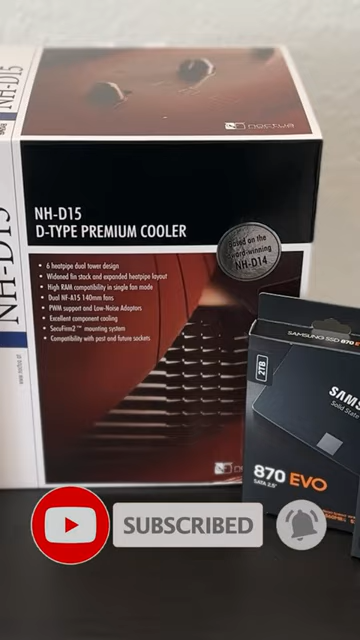 NH-D15
NH-D15
noctua
NH-D15
D-TYPE PREMIUM COOLER
Based on the
award-winning
NH-D14
• 6 heatpipe dual tower design
• Widened fin stack and expanded heatpipe layout
• High RAM compatibility in single fan mode
• Dual NF-A15 140mm fans
• PWM support and Low-Noise Adaptors
• Excellent component cooling
• SecuFirm2™ mounting system
• Compatibility with past and future sockets
SAMSUNG SSD 870 E
2TB
SAMS
Solid State
870 EVO
SATA 2.5"
SUBSCRIBED